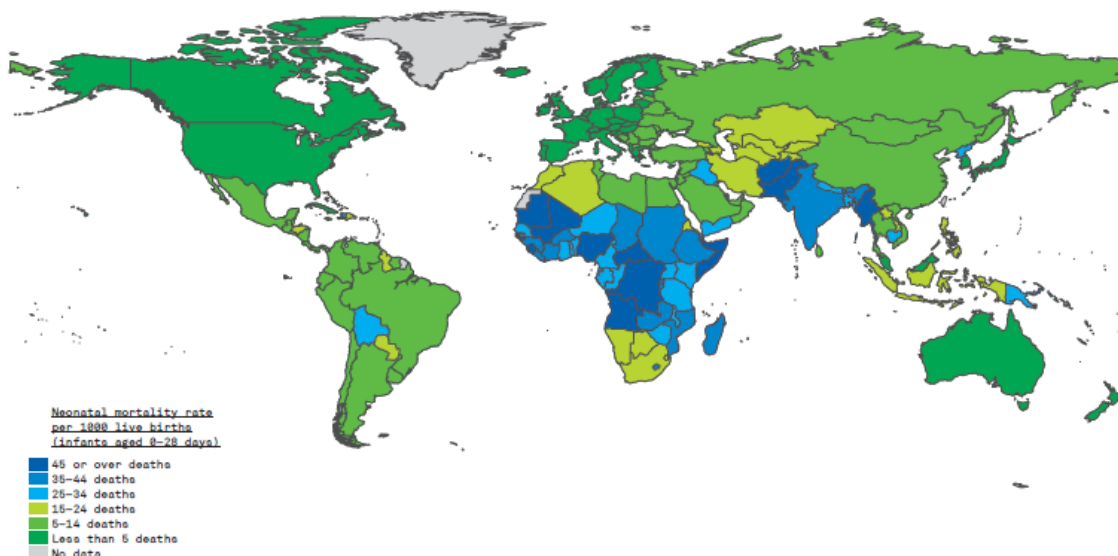 Neonatal mortality rate
per 1000 live births
(infants aged 0–28 days)
45 or over deaths
35–44 deaths
25–34 deaths
15–24 deaths
5–14 deaths
Less than 5 deaths
No data